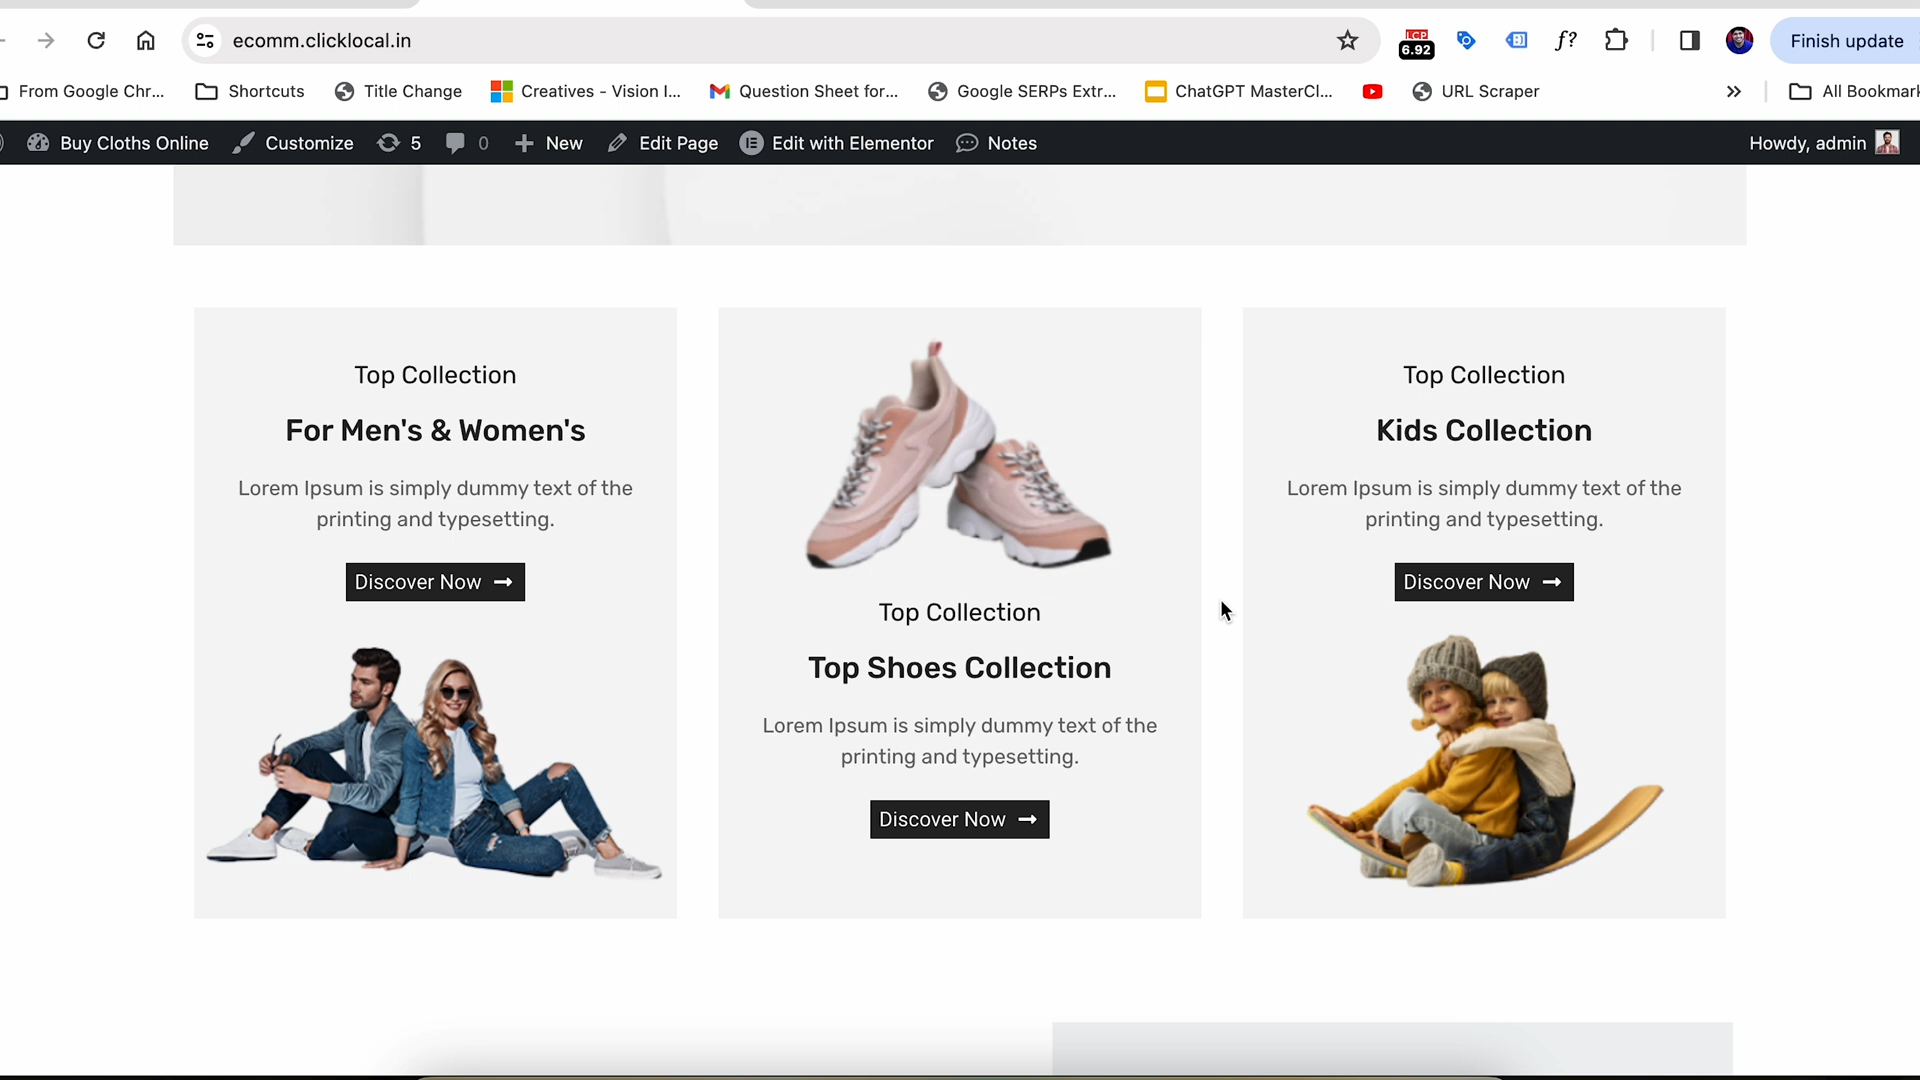 ecomm.clicklocal.in
LCP
6.92
f?
Finish update
From Google Chr...
Shortcuts
Title Change
Creatives - Vision I...
Question Sheet for...
Google SERPs Extr...
ChatGPT MasterCl...
URL Scraper
All Bookmark
Buy Cloths Online
Customize
5
0
New
Edit Page
Edit with Elementor
Notes
Howdy, admin
Top Collection
For Men's & Women's
Lorem Ipsum is simply dummy text of the
printing and typesetting.
Discover Now
Top Collection
Top Shoes Collection
Lorem Ipsum is simply dummy text of the
printing and typesetting.
Discover Now
Top Collection
Kids Collection
Lorem Ipsum is simply dummy text of the
printing and typesetting.
Discover Now